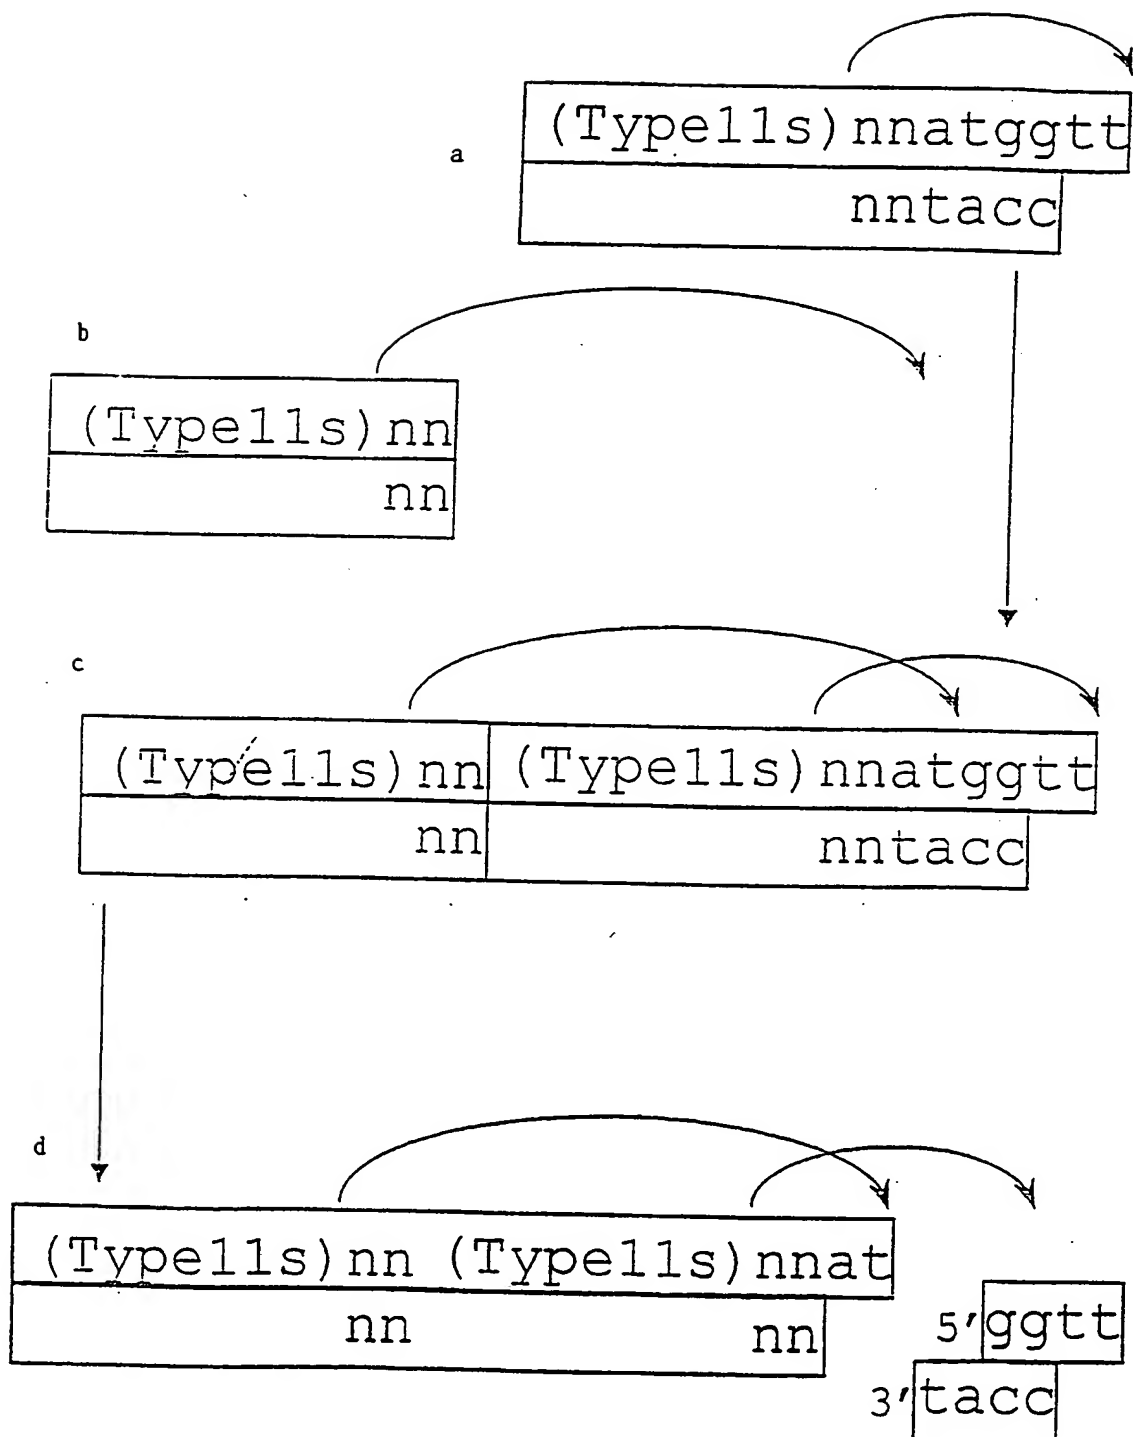 a
(Type11s)nnatggtt
nntacc
b
(Type11s)nn
nn
c
(Type11s)nn (Type11s)nnatggtt
nn nntacc
d
(Type11s)nn (Type11s)nnat
nn nn
5'ggtt
3'tacc